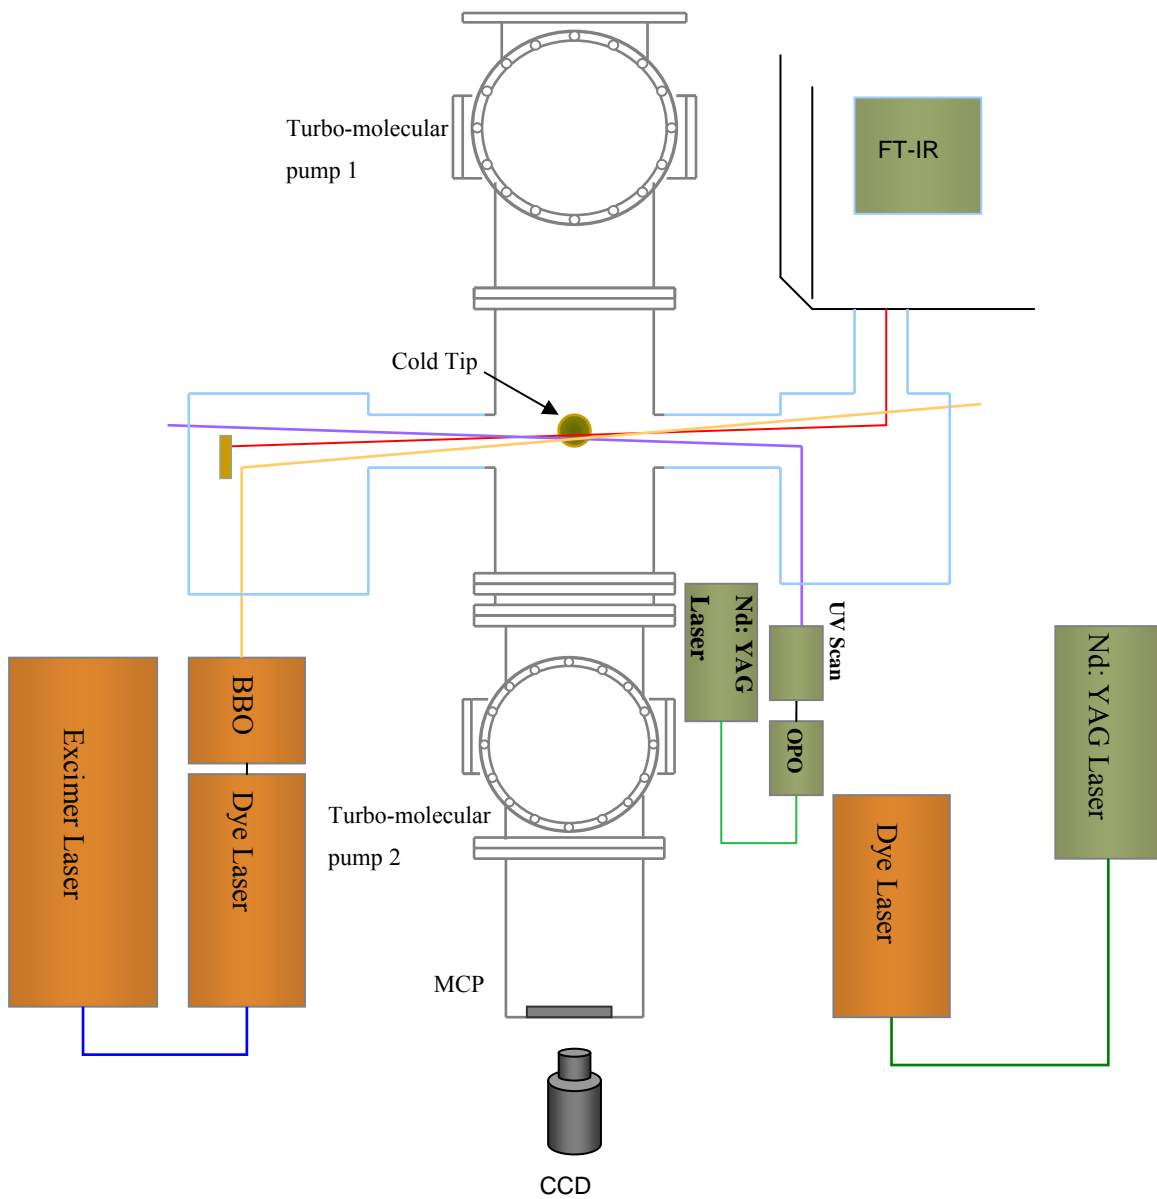 Turbo-molecular
pump 1
FT-IR
Cold Tip
Nd: YAG
Laser
UV Scan
OPO
Nd: YAG Laser
BBO
Excimer Laser
Dye Laser
Turbo-molecular
pump 2
Dye Laser
MCP
CCD